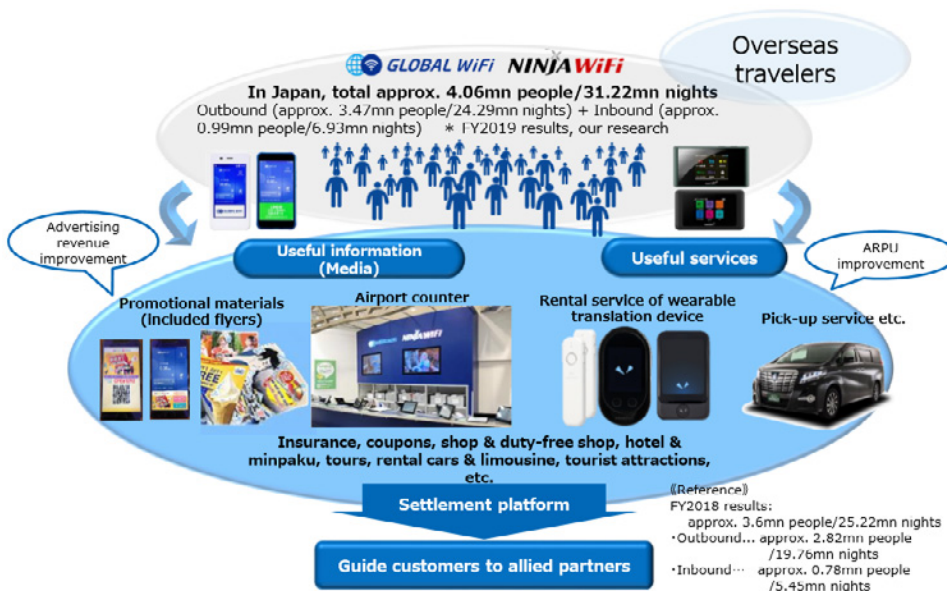 Overseas
travelers
GLOBAL WiFi NINJA WiFi
In Japan, total approx. 4.06mn people/31.22mn nights
Outbound (approx. 3.47mn people/24.29mn nights) + Inbound (approx.
0.99mn people/6.93mn nights) * FY2019 results, our research
Advertising
revenue
improvement
Useful information
(Media)
Useful services
ARPU
improvement
Promotional materials
(included flyers)
Airport counter
NINJA WiFi
Rental service of wearable
translation device
Pick-up service etc.
Insurance, coupons, shop & duty-free shop, hotel &
minpaku, tours, rental cars & limousine, tourist attractions,
etc.
Settlement platform
Guide customers to allied partners
⟪Reference⟫
FY2018 results:
approx. 3.6mn people/25.22mn nights
・Outbound... approx. 2.82mn people
/19.76mn nights
・Inbound… approx. 0.78mn people
/5.45mn nights